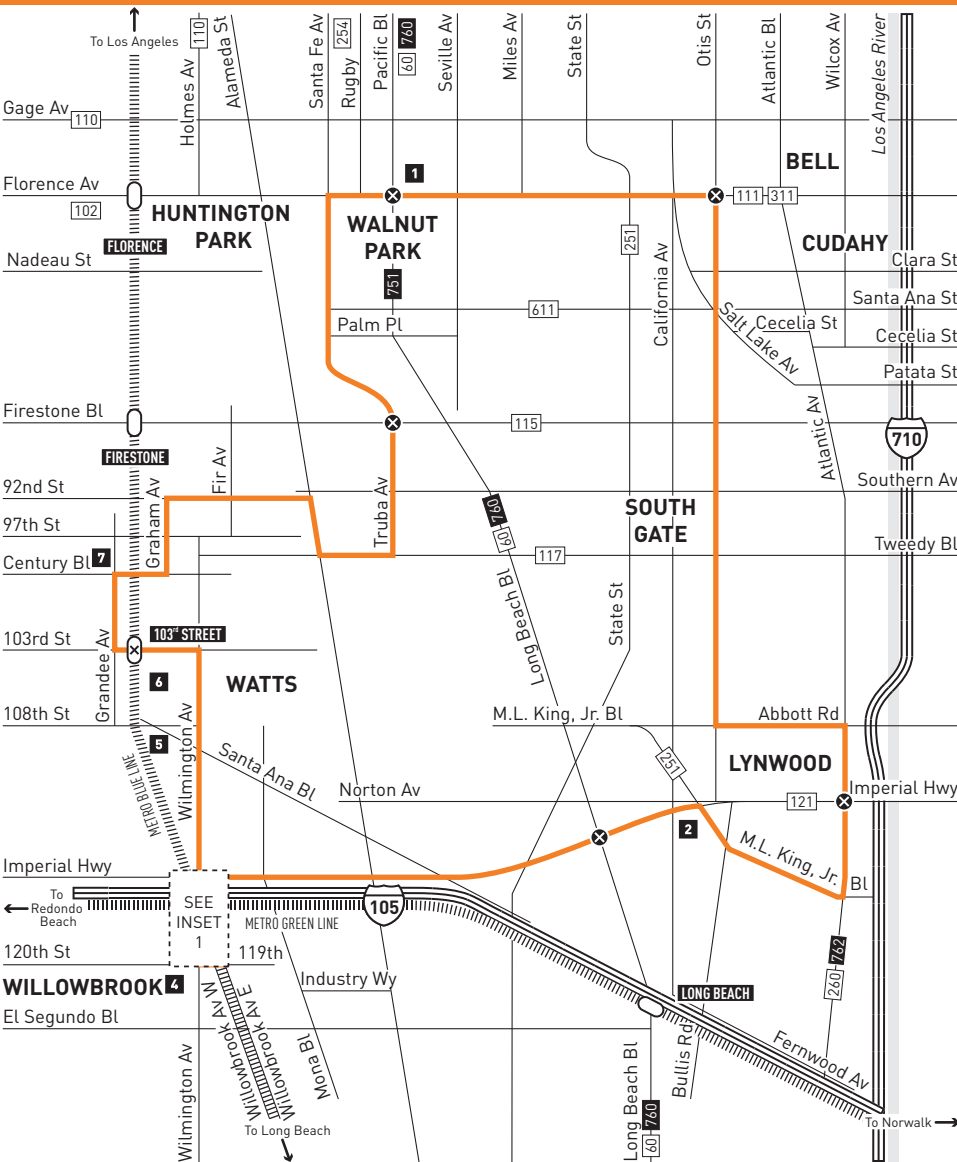 To Los Angeles
110
Holmes Av
Alameda St
Santa Fe Av
Rugby
254
Pacific Bl
60
760
Seville Av
Miles Av
State St
Otis St
Atlantic Bl
Wilcox Av
Los Angeles River
Gage Av
110
BELL
1
Florence Av
102
111
311
HUNTINGTON
PARK
WALNUT
PARK
CUDAHY
FLORENCE
251
California Av
Nadeau St
Clara St
751
Santa Ana St
611
Salt Lake Av
Palm Pl
Cecelia St
Cecelia St
Patata St
Firestone Bl
115
Atlantic Av
710
FIRESTONE
Fir Av
Southern Av
92nd St
Graham Av
Truba Av
760
60
SOUTH
GATE
97th St
Tweedy Bl
117
Century Bl
7
Long Beach Bl
State St
103rd St
103rd STREET
Grandee Av
6
WATTS
108th St
M.L. King, Jr. Bl
Abbott Rd
5
METRO BLUE LINE
Wilmington Av
Santa Ana Bl
251
LYNWOOD
Norton Av
121
Imperial Hwy
2
M.L. King, Jr.
Bl
Imperial Hwy
To
Redondo
Beach
SEE
INSET
1
METRO GREEN LINE
105
120th St
119th
260
762
WILLOWBROOK
4
Industry Wy
LONG BEACH
El Segundo Bl
Willowbrook Av W
Willowbrook Av E
Mona Bl
Bullis Rd
Fernwood Av
Wilmington Av
To Long Beach
Long Beach Bl
60
760
To Norwalk